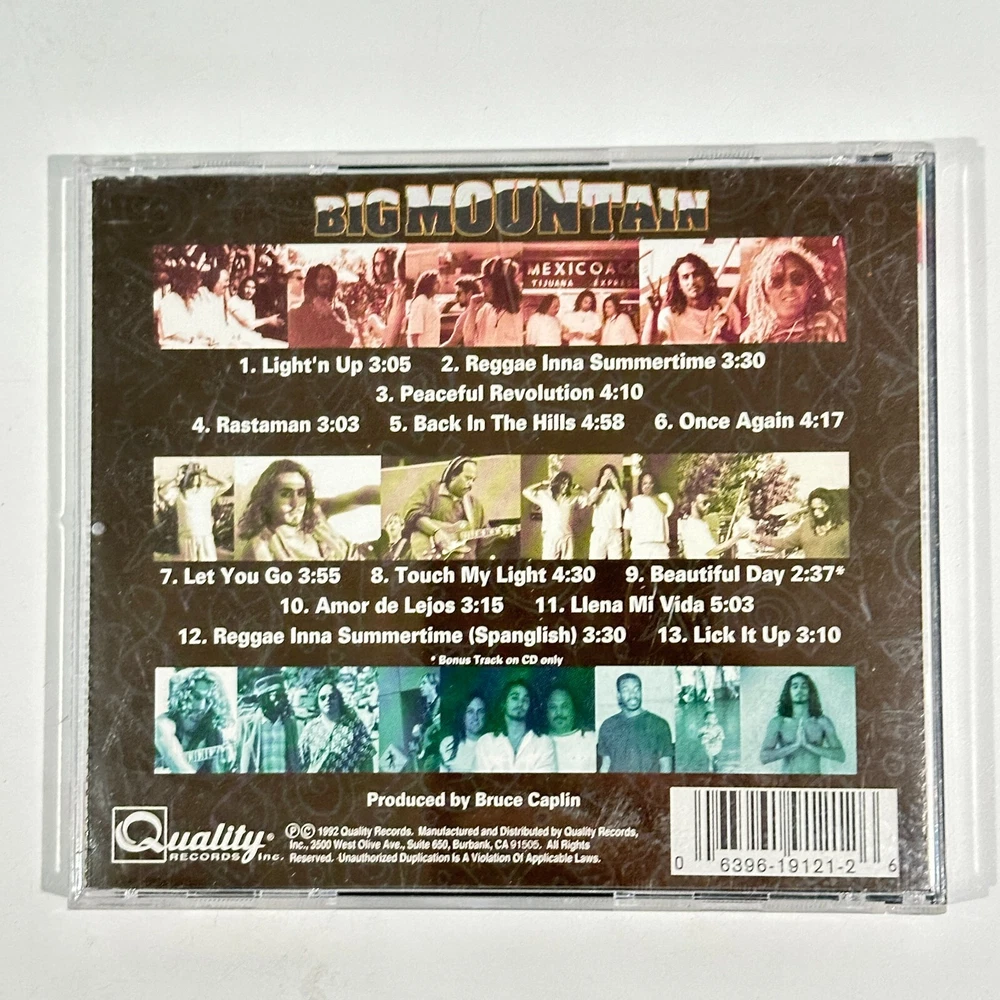 BIG MOUNTAIN
MEXICOAC
TIJUANA EXPRES
1. Light'n Up 3:05 2. Reggae Inna Summertime 3:30
3. Peaceful Revolution 4:10
4. Rastaman 3:03 5. Back In The Hills 4:58 6. Once Again 4:17
7. Let You Go 3:55 8. Touch My Light 4:30 9. Beautiful Day 2:37*
10. Amor de Lejos 3:15 11. Llena Mi Vida 5:03
12. Reggae Inna Summertime (Spanglish) 3:30 13. Lick It Up 3:10
* Bonus Track on CD only
Produced by Bruce Caplin
Quality®
RECORDS Inc.
Ⓟ© 1992 Quality Records. Manufactured and Distributed by Quality Records,
Inc., 3500 West Olive Ave., Suite 650, Burbank, CA 91505. All Rights
Reserved. Unauthorized Duplication Is A Violation Of Applicable Laws.
0 6396-19121-2 6